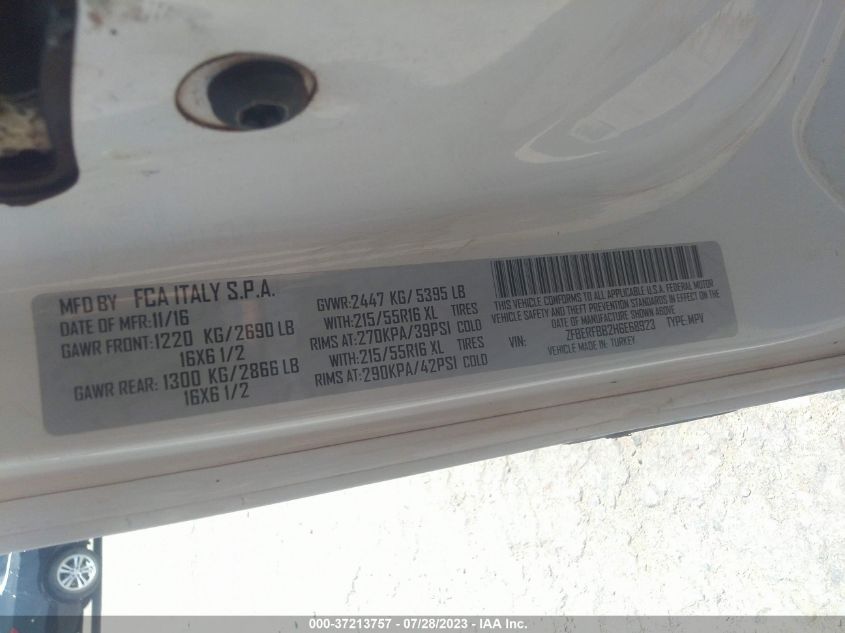 MFD BY FCA ITALY S.P.A.
DATE OF MFR:11/16
GAWR FRONT:1220 KG/2690 LB
16X6 1/2
GAWR REAR: 1300 KG/2866 LB
16X6 1/2
GVWR:2447 KG/ 5395 LB
WITH:215/55R16 XL TIRES
RIMS AT:270KPA/39PSI COLD
WITH:215/55R16 XL TIRES
RIMS AT:290KPA/42PSI COLD
THIS VEHICLE CONFORMS TO ALL APPLICABLE U.S.A. FEDERAL MOTOR
VEHICLE SAFETY AND THEFT PREVENTION STANDARDS IN EFFECT ON THE
DATE OF MANUFACTURE SHOWN ABOVE
VIN: ZFBERFBB2H6E68923 TYPE:MPV
VEHICLE MADE IN: TURKEY
000-37213757 - 07/28/2023 - © IAA Inc.